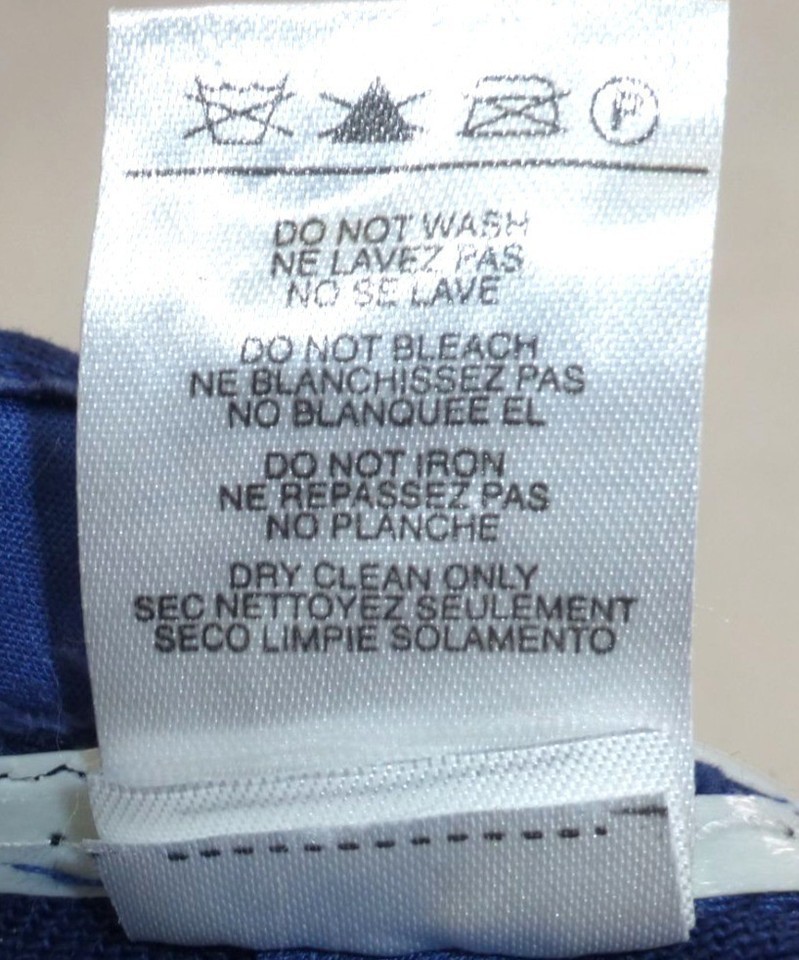 P
DO NOT WASH
NE LAVEZ PAS
NO SE LAVE
DO NOT BLEACH
NE BLANCHISSEZ PAS
NO BLANQUEE EL
DO NOT IRON
NE REPASSEZ PAS
NO PLANCHE
DRY CLEAN ONLY
SEC NETTOYEZ SEULEMENT
SECO LIMPIE SOLAMENTO